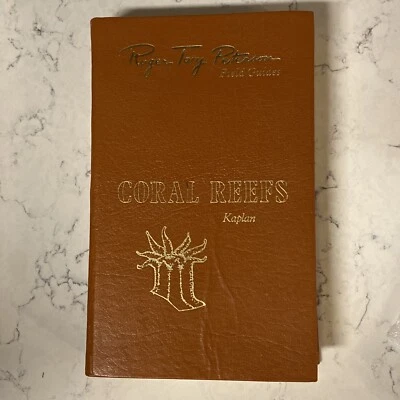 Roger Tory Peterson
Field Guides
CORAL REEFS
Kaplan